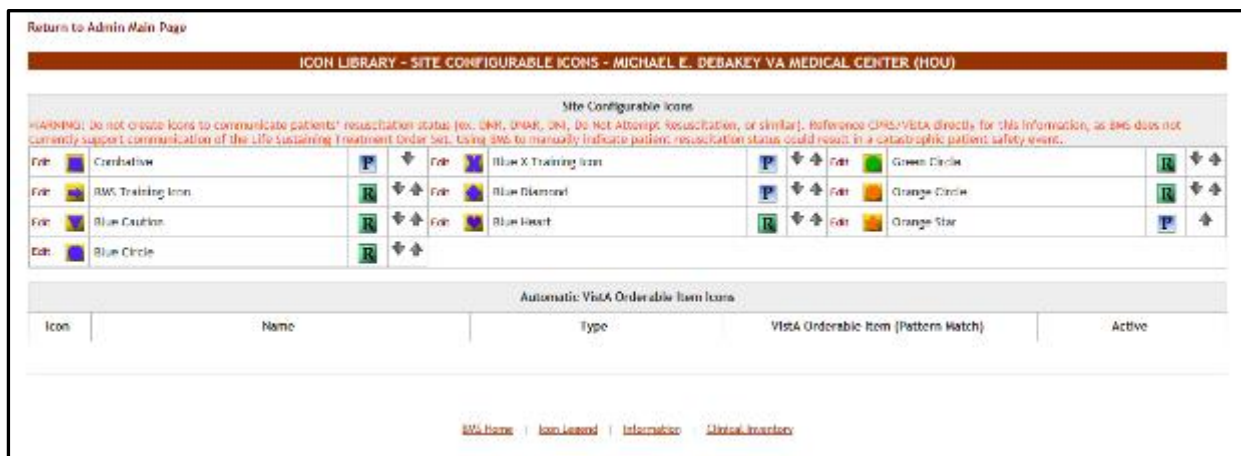 Return to Admin Main Page
ICON LIBRARY - SITE CONFIGURABLE ICONS - MICHAEL E. DEBAKEY VA MEDICAL CENTER (HOU)
Site Configurable Icons
WARNING: Do not create icons to communicate patients' resuscitation status (ex. DNR, DNAR, DNI, Do Not Attempt Resuscitation, or similar). Reference CPRS/VistA directly for this information, as BMS does not
currently support communication of the Life Sustaining Treatment Order Set. Using BMS to manually indicate patient resuscitation status could result in a catastrophic patient safety event.
Edit Combative P Edit Blue X Training Icon P Edit Green Circle R
Edit BMS Training Icon R Edit Blue Diamond P Edit Orange Circle R
Edit Blue Caution R Edit Blue Heart R Edit Orange Star P
Edit Blue Circle R
Automatic VistA Orderable Item Icons
Icon Name Type VistA Orderable Item (Pattern Match) Active
BMS Home | Icon Legend | Information | Clinical Inventory